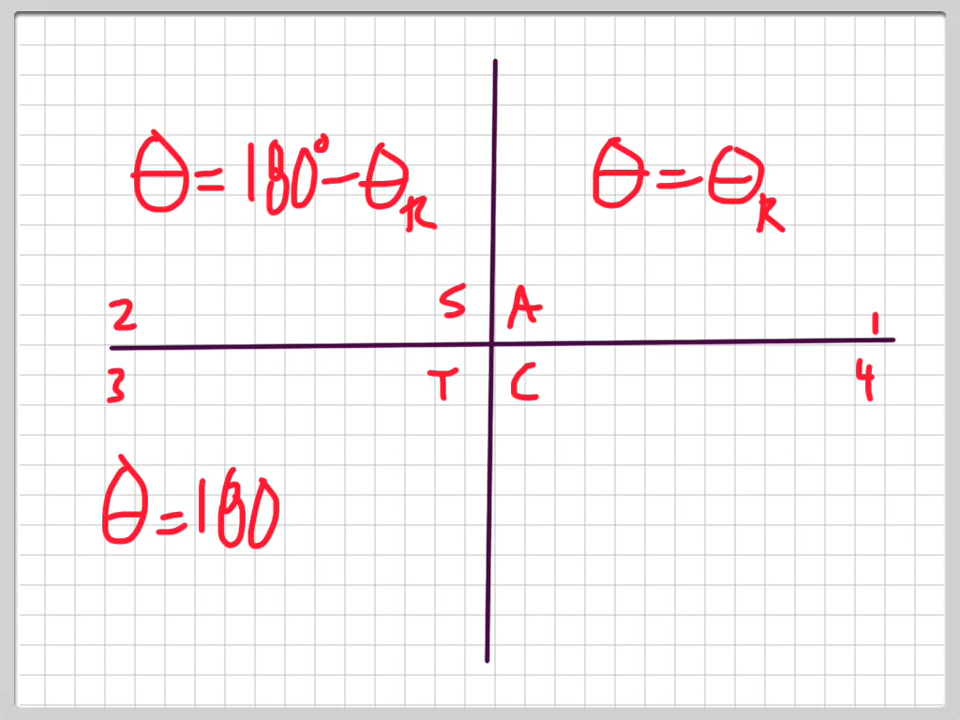 θ = 180° - θR
θ = θR
S A
2 1
3 4
T C
θ = 180